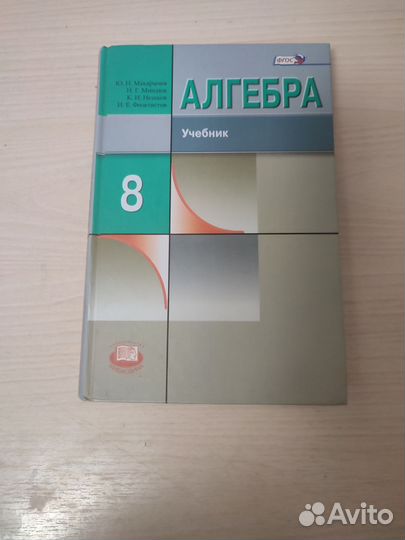 ФГОС
Ю. Н. Макарычев
Н. Г. Миндюк
К. И. Нешков
И. Е. Феоктистов
АЛГЕБРА
Учебник
8
Avito